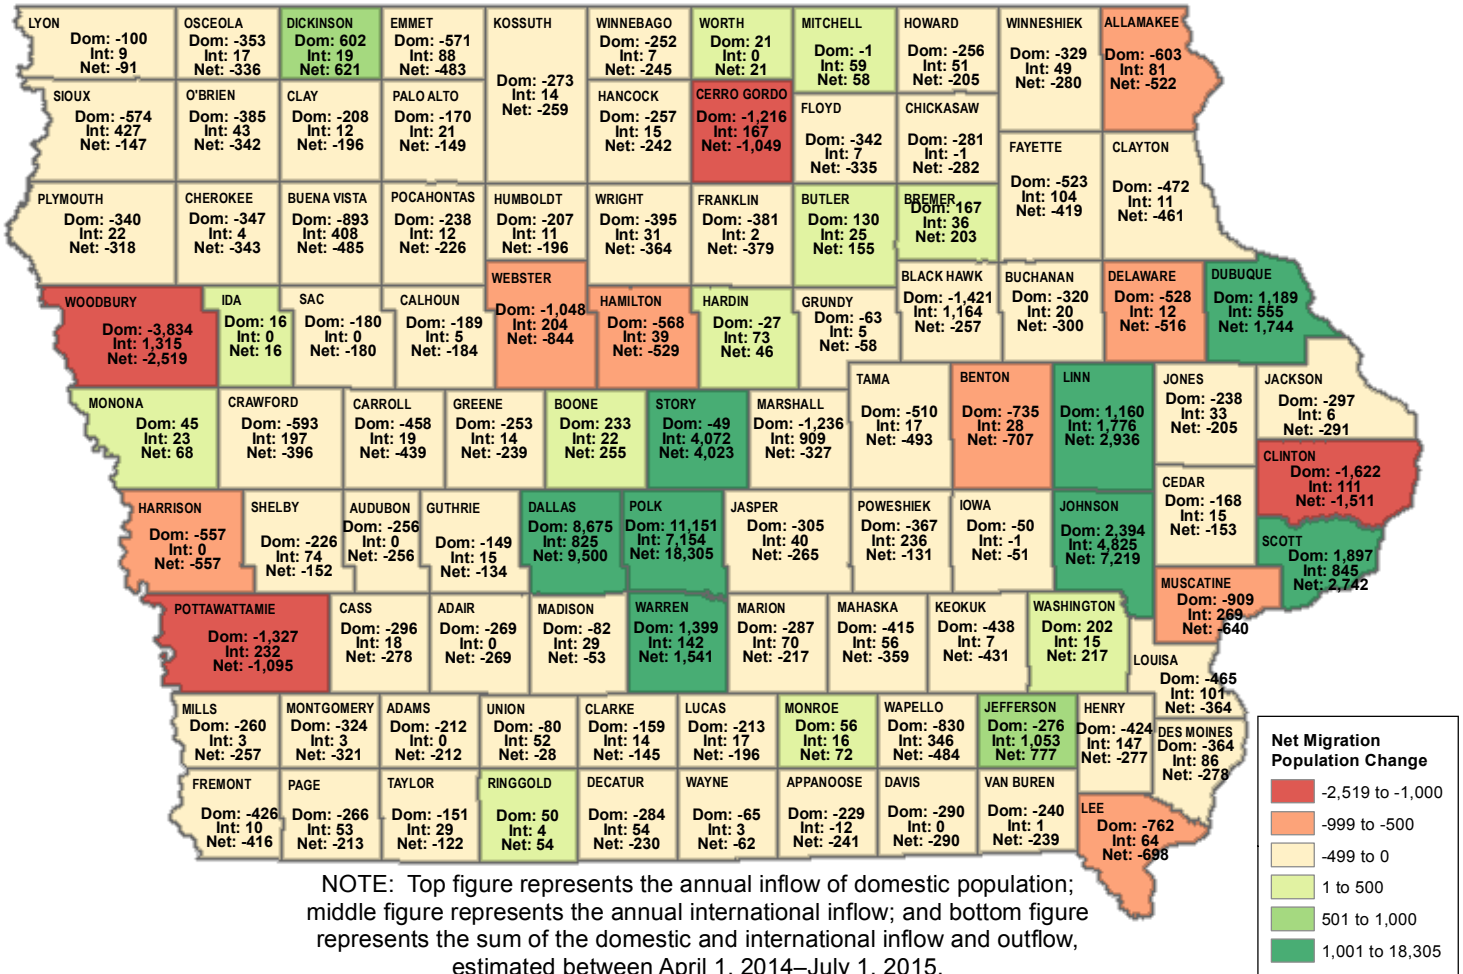 LYON
Dom: -100
Int: 9
Net: -91
OSCEOLA
Dom: -353
Int: 17
Net: -336
DICKINSON
Dom: 602
Int: 19
Net: 621
EMMET
Dom: -571
Int: 88
Net: -483
KOSSUTH
Dom: -273
Int: 14
Net: -259
WINNEBAGO
Dom: -252
Int: 7
Net: -245
WORTH
Dom: 21
Int: 0
Net: 21
MITCHELL
Dom: -1
Int: 59
Net: 58
HOWARD
Dom: -256
Int: 51
Net: -205
WINNESHIEK
Dom: -329
Int: 49
Net: -280
ALLAMAKEE
Dom: -603
Int: 81
Net: -522
SIOUX
Dom: -574
Int: 427
Net: -147
O'BRIEN
Dom: -385
Int: 43
Net: -342
CLAY
Dom: -208
Int: 12
Net: -196
PALO ALTO
Dom: -170
Int: 21
Net: -149
HANCOCK
Dom: -257
Int: 15
Net: -242
CERRO GORDO
Dom: -1,216
Int: 167
Net: -1,049
FLOYD
Dom: -342
Int: 7
Net: -335
CHICKASAW
Dom: -281
Int: -1
Net: -282
FAYETTE
Dom: -523
Int: 104
Net: -419
CLAYTON
Dom: -472
Int: 11
Net: -461
PLYMOUTH
Dom: -340
Int: 22
Net: -318
CHEROKEE
Dom: -347
Int: 4
Net: -343
BUENA VISTA
Dom: -893
Int: 408
Net: -485
POCAHONTAS
Dom: -238
Int: 12
Net: -226
HUMBOLDT
Dom: -207
Int: 11
Net: -196
WRIGHT
Dom: -395
Int: 31
Net: -364
FRANKLIN
Dom: -381
Int: 2
Net: -379
BUTLER
Dom: 130
Int: 25
Net: 155
BREMER
Dom: 167
Int: 36
Net: 203
WOODBURY
Dom: -3,834
Int: 1,315
Net: -2,519
IDA
Dom: 16
Int: 0
Net: 16
SAC
Dom: -180
Int: 0
Net: -180
CALHOUN
Dom: -189
Int: 5
Net: -184
WEBSTER
Dom: -1,048
Int: 204
Net: -844
HAMILTON
Dom: -568
Int: 39
Net: -529
HARDIN
Dom: -27
Int: 73
Net: 46
GRUNDY
Dom: -63
Int: 5
Net: -58
BLACK HAWK
Dom: -1,421
Int: 1,164
Net: -257
BUCHANAN
Dom: -320
Int: 20
Net: -300
DELAWARE
Dom: -528
Int: 12
Net: -516
DUBUQUE
Dom: 1,189
Int: 555
Net: 1,744
MONONA
Dom: 45
Int: 23
Net: 68
CRAWFORD
Dom: -593
Int: 197
Net: -396
CARROLL
Dom: -458
Int: 19
Net: -439
GREENE
Dom: -253
Int: 14
Net: -239
BOONE
Dom: 233
Int: 22
Net: 255
STORY
Dom: -49
Int: 4,072
Net: 4,023
MARSHALL
Dom: -1,236
Int: 909
Net: -327
TAMA
Dom: -510
Int: 17
Net: -493
BENTON
Dom: -735
Int: 28
Net: -707
LINN
Dom: 1,160
Int: 1,776
Net: 2,936
JONES
Dom: -238
Int: 33
Net: -205
JACKSON
Dom: -297
Int: 6
Net: -291
CLINTON
Dom: -1,622
Int: 111
Net: -1,511
CEDAR
Dom: -168
Int: 15
Net: -153
HARRISON
Dom: -557
Int: 0
Net: -557
SHELBY
Dom: -226
Int: 74
Net: -152
AUDUBON
Dom: -256
Int: 0
Net: -256
GUTHRIE
Dom: -149
Int: 15
Net: -134
DALLAS
Dom: 8,675
Int: 825
Net: 9,500
POLK
Dom: 11,151
Int: 7,154
Net: 18,305
JASPER
Dom: -305
Int: 40
Net: -265
POWESHIEK
Dom: -367
Int: 236
Net: -131
IOWA
Dom: -50
Int: -1
Net: -51
JOHNSON
Dom: 2,394
Int: 4,825
Net: 7,219
SCOTT
Dom: 1,897
Int: 845
Net: 2,742
MUSCATINE
Dom: -909
Int: 269
Net: -640
POTTAWATTAMIE
Dom: -1,327
Int: 232
Net: -1,095
CASS
Dom: -296
Int: 18
Net: -278
ADAIR
Dom: -269
Int: 0
Net: -269
MADISON
Dom: -82
Int: 29
Net: -53
WARREN
Dom: 1,399
Int: 142
Net: 1,541
MARION
Dom: -287
Int: 70
Net: -217
MAHASKA
Dom: -415
Int: 56
Net: -359
KEOKUK
Dom: -438
Int: 7
Net: -431
WASHINGTON
Dom: 202
Int: 15
Net: 217
LOUISA
Dom: -465
Int: 101
Net: -364
MILLS
Dom: -260
Int: 3
Net: -257
MONTGOMERY
Dom: -324
Int: 3
Net: -321
ADAMS
Dom: -212
Int: 0
Net: -212
UNION
Dom: -80
Int: 52
Net: -28
CLARKE
Dom: -159
Int: 14
Net: -145
LUCAS
Dom: -213
Int: 17
Net: -196
MONROE
Dom: 56
Int: 16
Net: 72
WAPELLO
Dom: -830
Int: 346
Net: -484
JEFFERSON
Dom: -276
Int: 1,053
Net: 777
HENRY
Dom: -424
Int: 147
Net: -277
DES MOINES
Dom: -364
Int: 86
Net: -278
FREMONT
Dom: -426
Int: 10
Net: -416
PAGE
Dom: -266
Int: 53
Net: -213
TAYLOR
Dom: -151
Int: 29
Net: -122
RINGGOLD
Dom: 50
Int: 4
Net: 54
DECATUR
Dom: -284
Int: 54
Net: -230
WAYNE
Dom: -65
Int: 3
Net: -62
APPANOOSE
Dom: -229
Int: -12
Net: -241
DAVIS
Dom: -290
Int: 0
Net: -290
VAN BUREN
Dom: -240
Int: 1
Net: -239
LEE
Dom: -762
Int: 64
Net: -698
Net Migration
Population Change
-2,519 to -1,000
-999 to -500
-499 to 0
1 to 500
501 to 1,000
1,001 to 18,305
NOTE: Top figure represents the annual inflow of domestic population;
middle figure represents the annual international inflow; and bottom figure
represents the sum of the domestic and international inflow and outflow,
estimated between April 1, 2014–July 1, 2015.